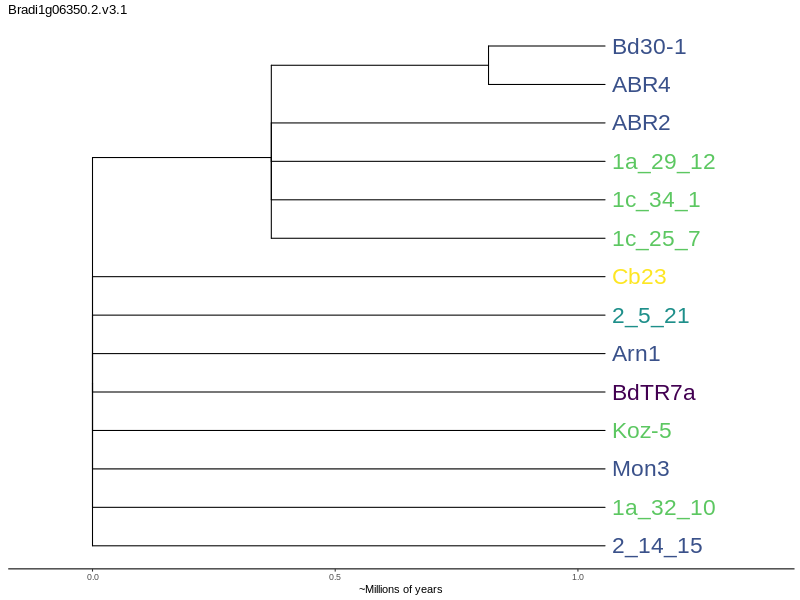 Bradi1g06350.2.v3.1
Bd30-1
ABR4
ABR2
1a_29_12
1c_34_1
1c_25_7
Cb23
2_5_21
Arn1
BdTR7a
Koz-5
Mon3
1a_32_10
2_14_15
0.0 0.5 1.0
~Millions of years